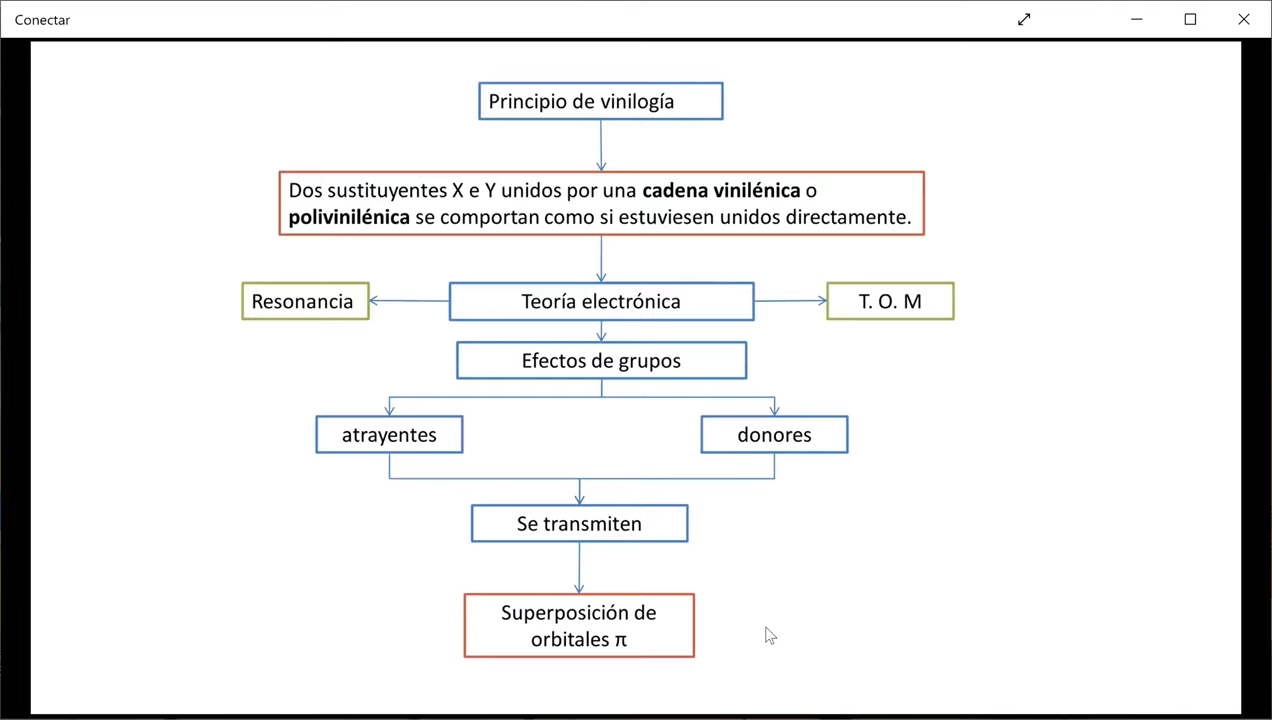 Conectar
Principio de vinilogía
Dos sustituyentes X e Y unidos por una cadena vinilénica o
polivinilénica se comportan como si estuviesen unidos directamente.
Resonancia
Teoría electrónica
T. O. M
Efectos de grupos
atrayentes
donores
Se transmiten
Superposición de
orbitales π